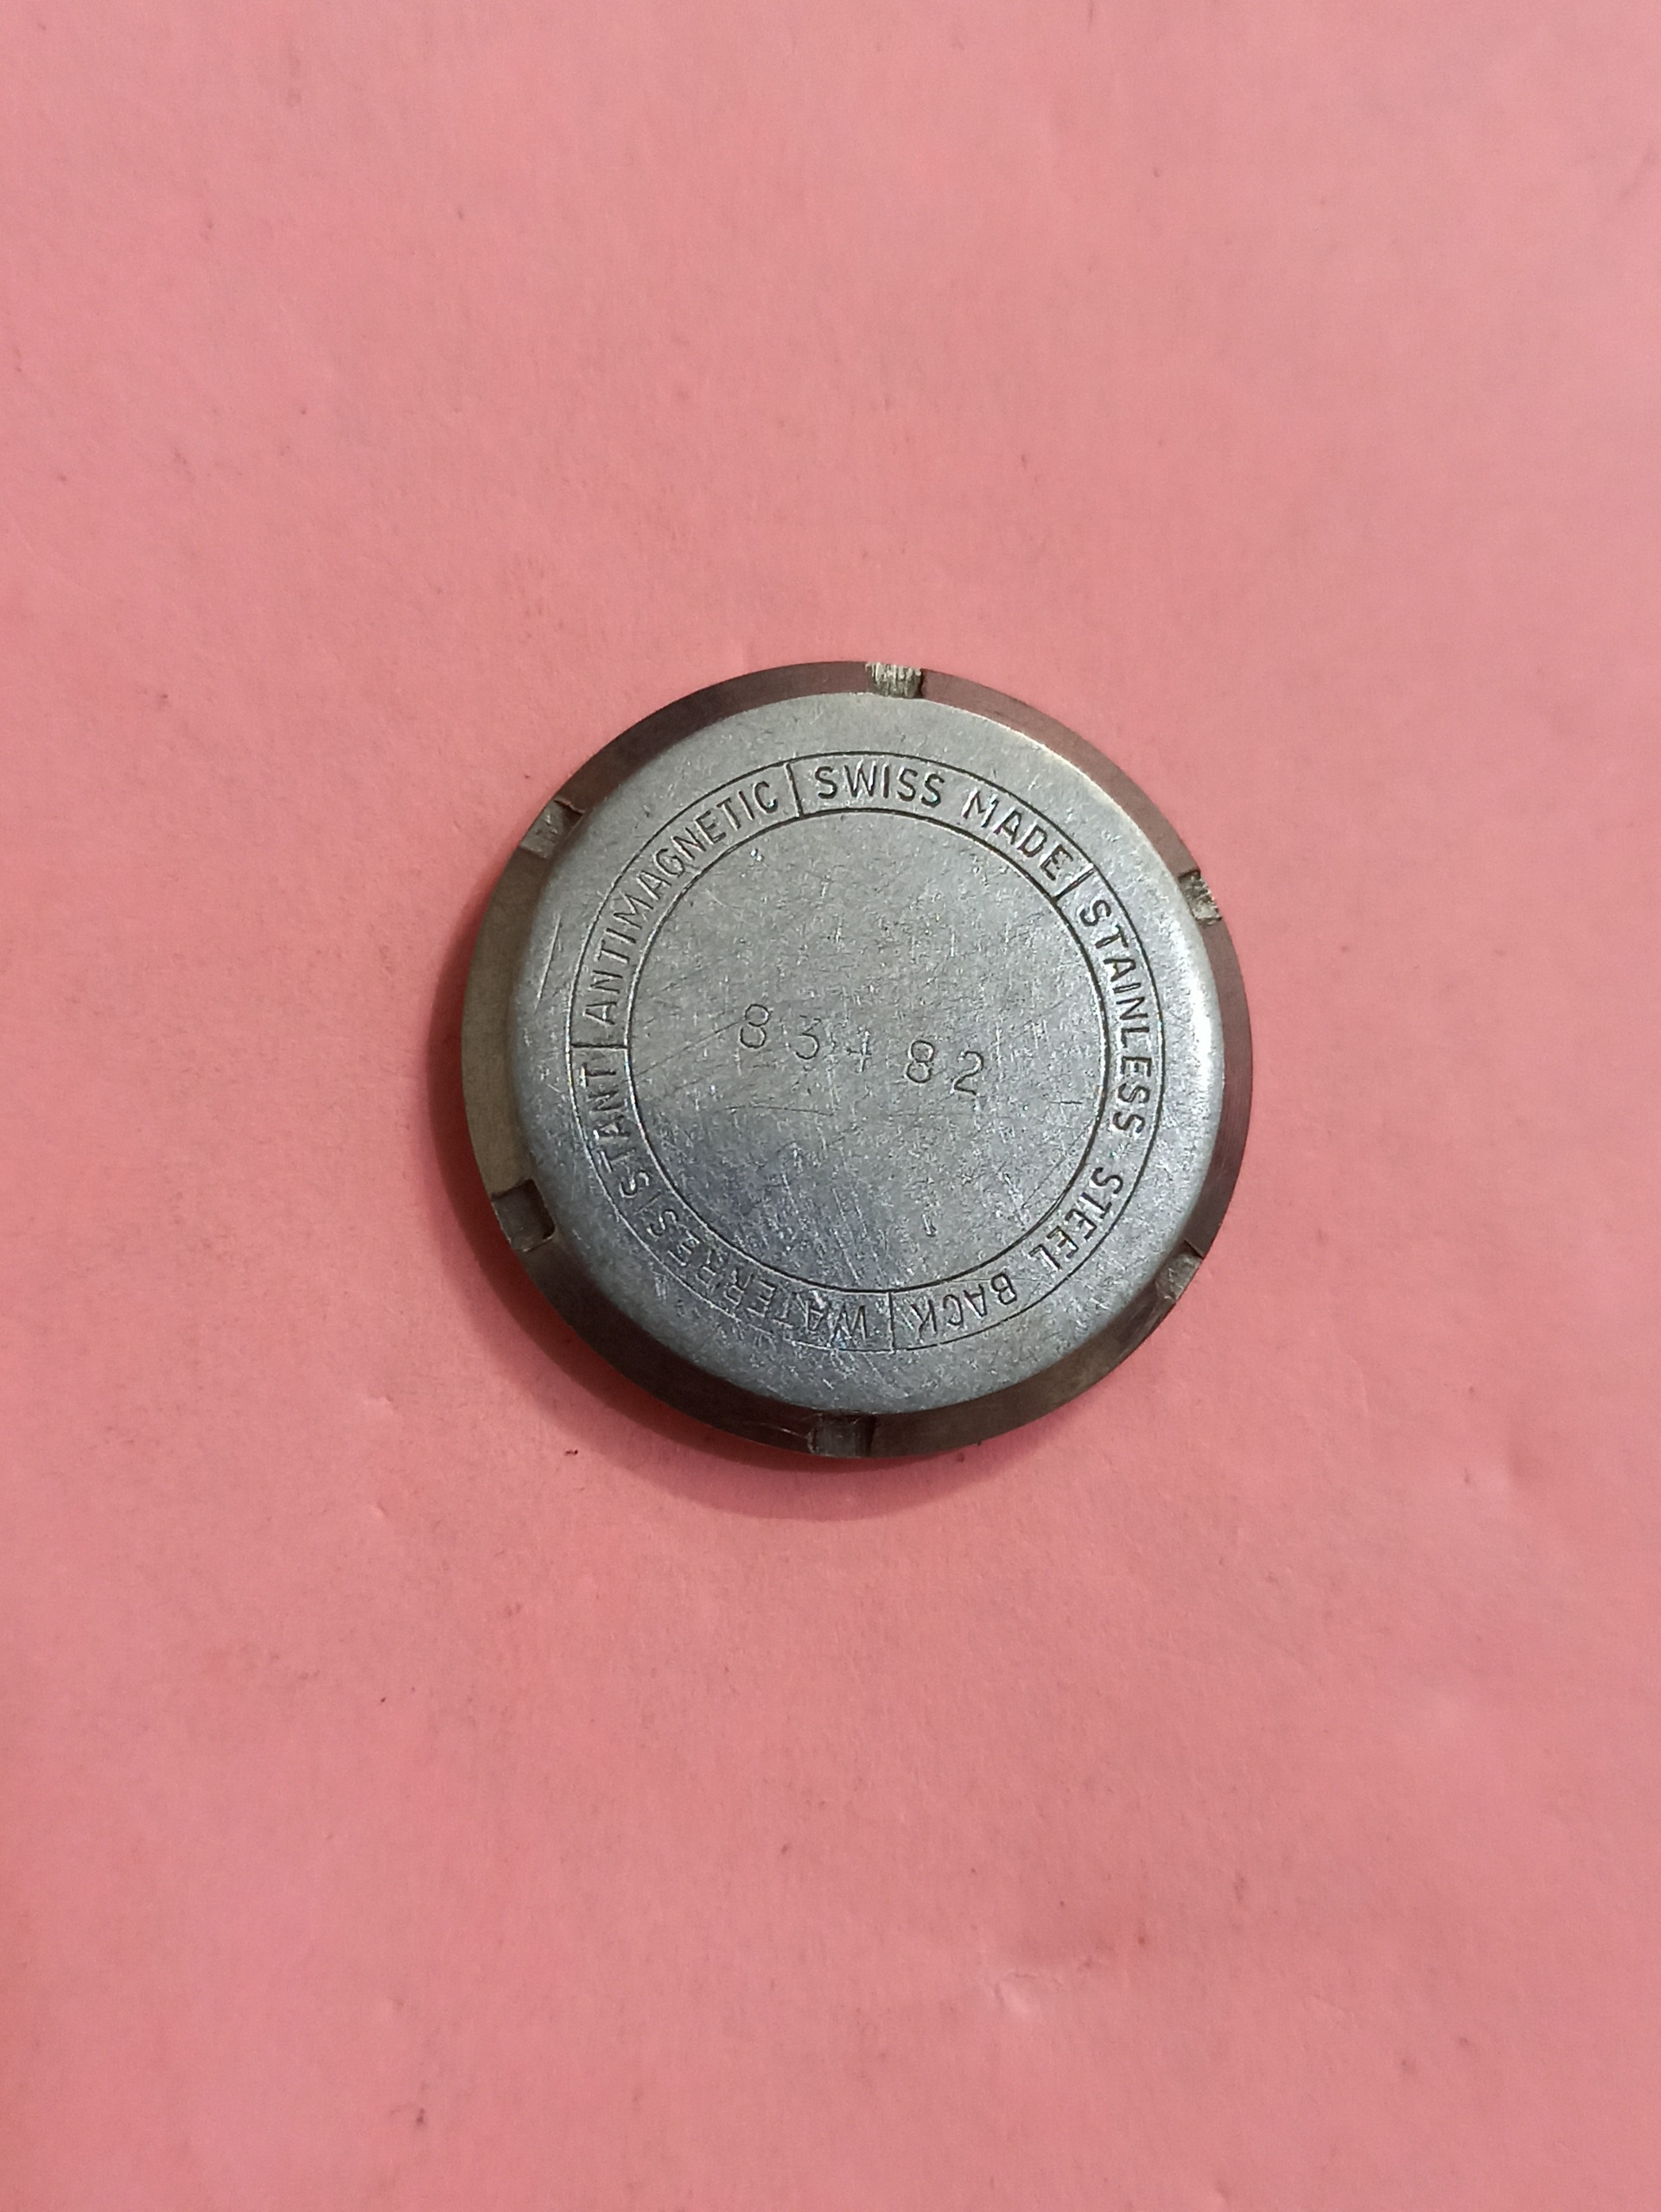 SWISS MADE
STAINLESS STEEL BACK
WATERRESISTANT
ANTIMAGNETIC
83482